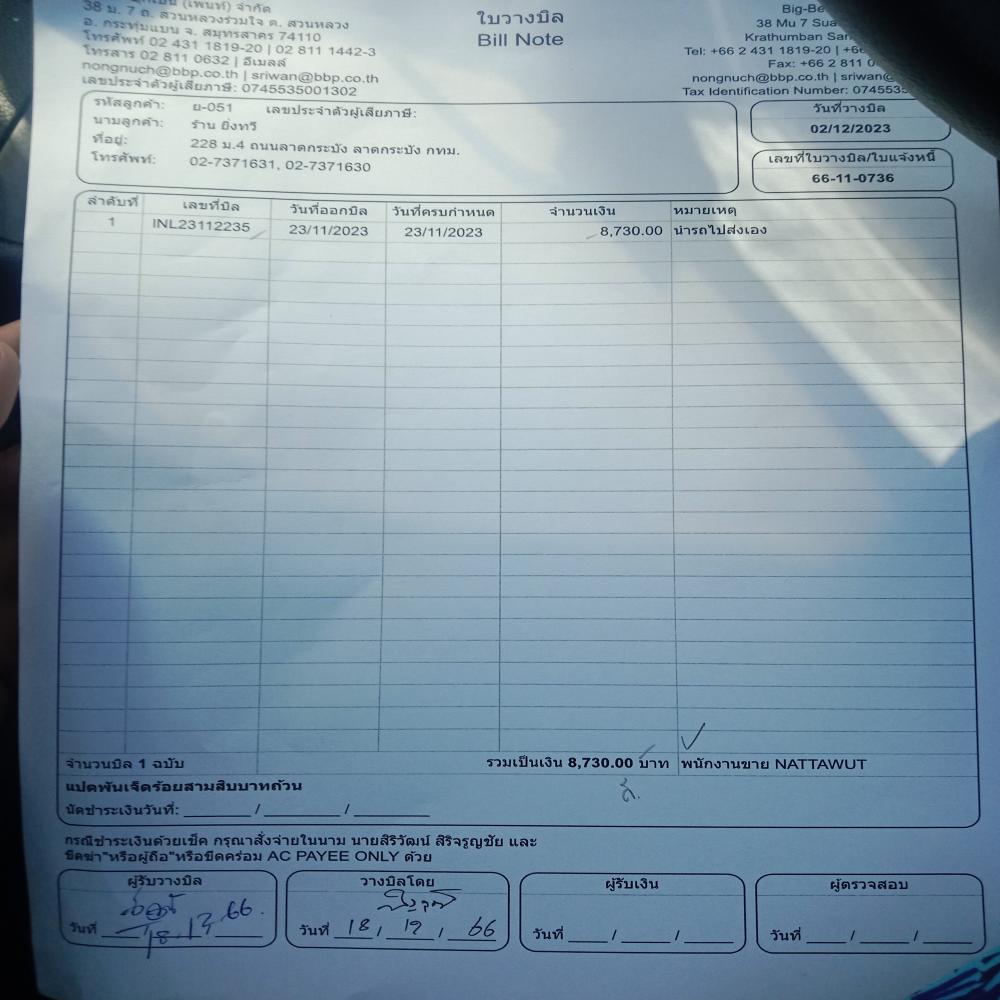 (เพนท์) จำกัด
38 ม. 7 ถ. สวนหลวงร่วมใจ ต. สวนหลวง
อ. กระทุ่มแบน จ. สมุทรสาคร 74110
โทรศัพท์ 02 431 1819-20 | 02 811 1442-3
โทรสาร 02 811 0632 | อีเมลล์
nongnuch@bbp.co.th | sriwan@bbp.co.th
เลขประจำตัวผู้เสียภาษี: 0745535001302
ใบวางบิล
Bill Note
Big-Be
38 Mu 7 Sua
Krathumban Sam
Tel: +66 2 431 1819-20 | +66
Fax: +66 2 811 0
nongnuch@bbp.co.th | sriwan@
Tax Identification Number: 0745535
รหัสลูกค้า: ย-051 เลขประจำตัวผู้เสียภาษี:
นามลูกค้า: ร้าน ยิ่งทวี
ที่อยู่: 228 ม.4 ถนนลาดกระบัง ลาดกระบัง กทม.
โทรศัพท์: 02-7371631, 02-7371630
วันที่วางบิล
02/12/2023
เลขที่ใบวางบิล/ใบแจ้งหนี้
66-11-0736
ลำดับที่ เลขที่บิล วันที่ออกบิล วันที่ครบกำหนด จำนวนเงิน หมายเหตุ
1 INL23112235 23/11/2023 23/11/2023 8,730.00 นำรถไปส่งเอง
จำนวนบิล 1 ฉบับ รวมเป็นเงิน 8,730.00 บาท พนักงานขาย NATTAWUT
แปดพันเจ็ดร้อยสามสิบบาทถ้วน
นัดชำระเงินวันที่: / /
กรณีชำระเงินด้วยเช็ค กรุณาสั่งจ่ายในนาม นายสิริวัฒน์ สิริจรูญชัย และ
ขีดฆ่า"หรือผู้ถือ"หรือขีดคร่อม AC PAYEE ONLY ด้วย
ผู้รับวางบิล วางบิลโดย ผู้รับเงิน ผู้ตรวจสอบ
วันที่ 18 12 66 วันที่ 18 / 12 / 66 วันที่ / / วันที่ / /